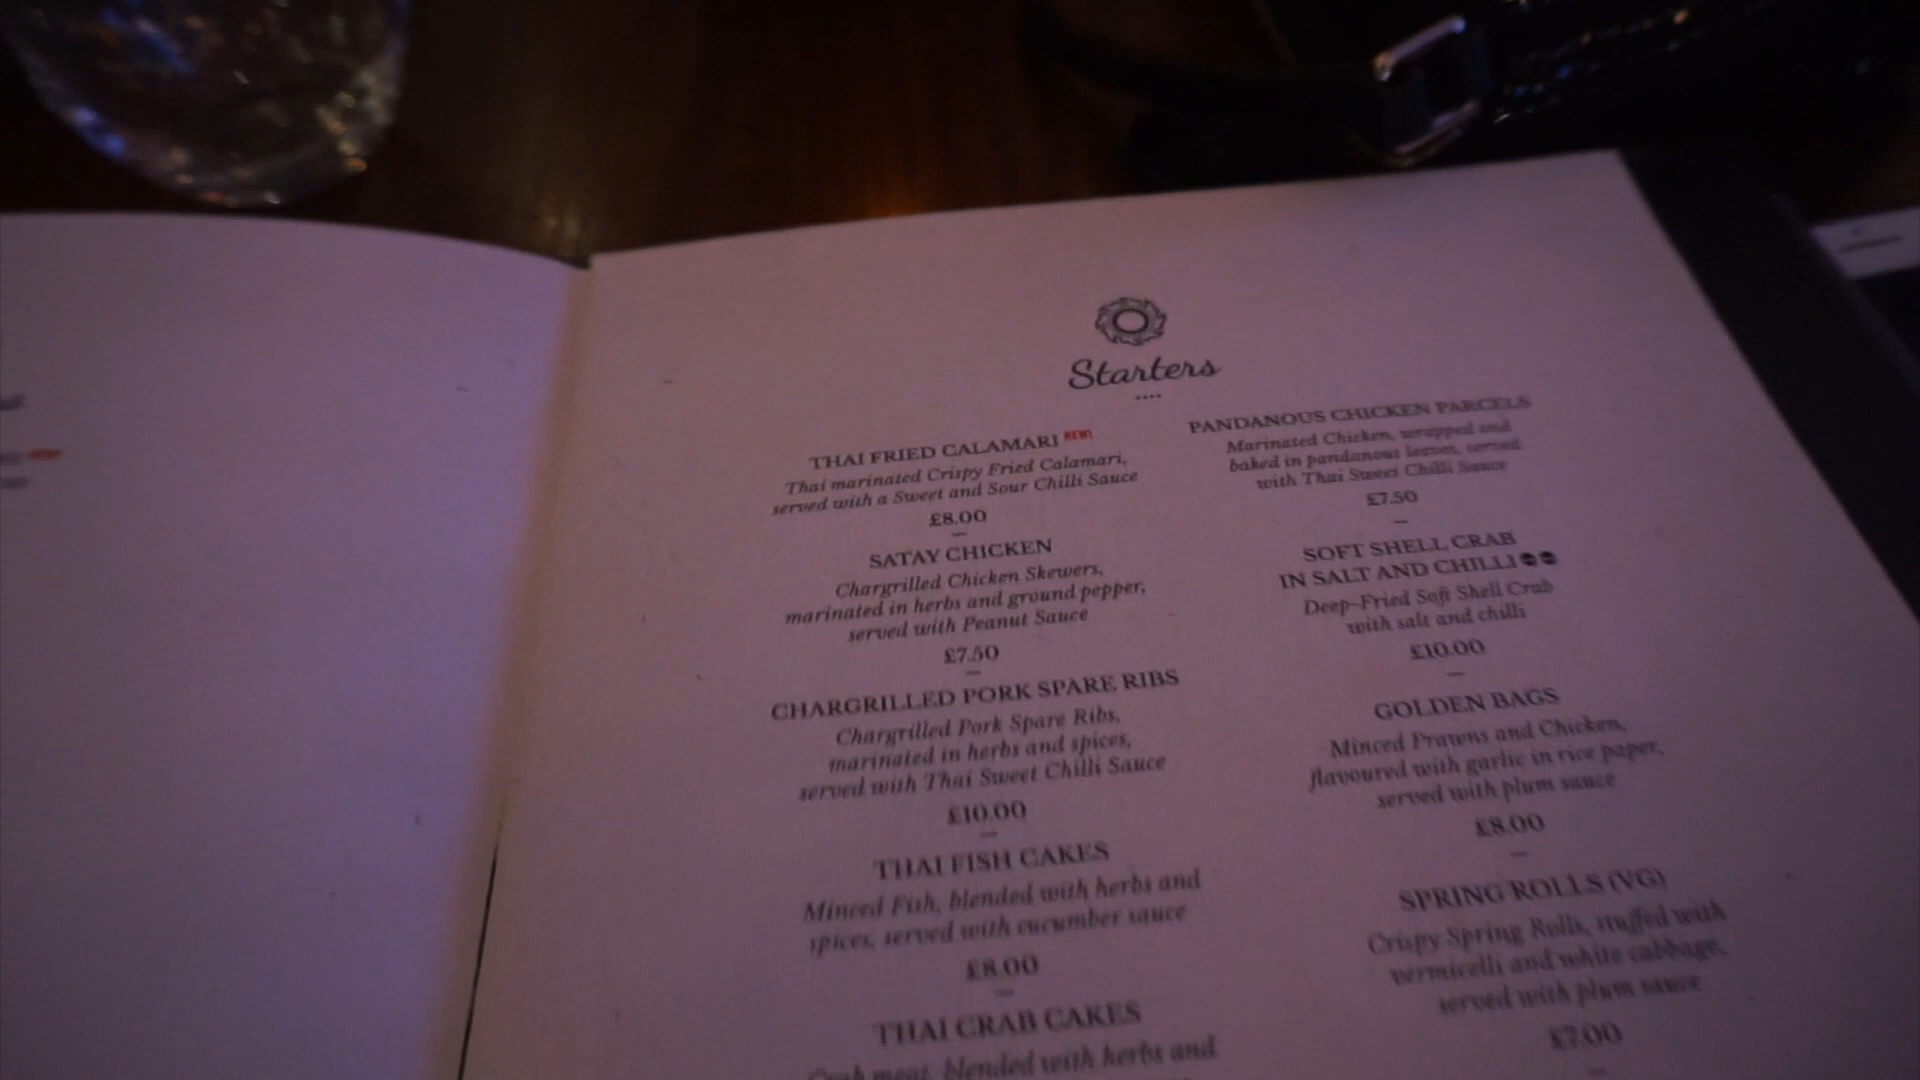 Starters
THAI FRIED CALAMARI NEW!
Thai marinated Crispy Fried Calamari,
served with a Sweet and Sour Chilli Sauce
£8.00
SATAY CHICKEN
Chargrilled Chicken Skewers,
marinated in herbs and ground pepper,
served with Peanut Sauce
£7.50
CHARGRILLED PORK SPARE RIBS
Chargrilled Pork Spare Ribs,
marinated in herbs and spices,
served with Thai Sweet Chilli Sauce
£10.00
THAI FISH CAKES
Minced Fish, blended with herbs and
spices, served with cucumber sauce
£8.00
THAI CRAB CAKES
Crab meat, blended with herbs and
PANDANOUS CHICKEN PARCELS
Marinated Chicken, wrapped and
baked in pandanous leaves, served
with Thai Sweet Chilli Sauce
£7.50
SOFT SHELL CRAB
IN SALT AND CHILLI
Deep-Fried Soft Shell Crab
with salt and chilli
£10.00
GOLDEN BAGS
Minced Prawns and Chicken,
flavoured with garlic in rice paper,
served with plum sauce
£8.00
SPRING ROLLS (VG)
Crispy Spring Rolls, stuffed with
vermicelli and white cabbage,
served with plum sauce
£7.00